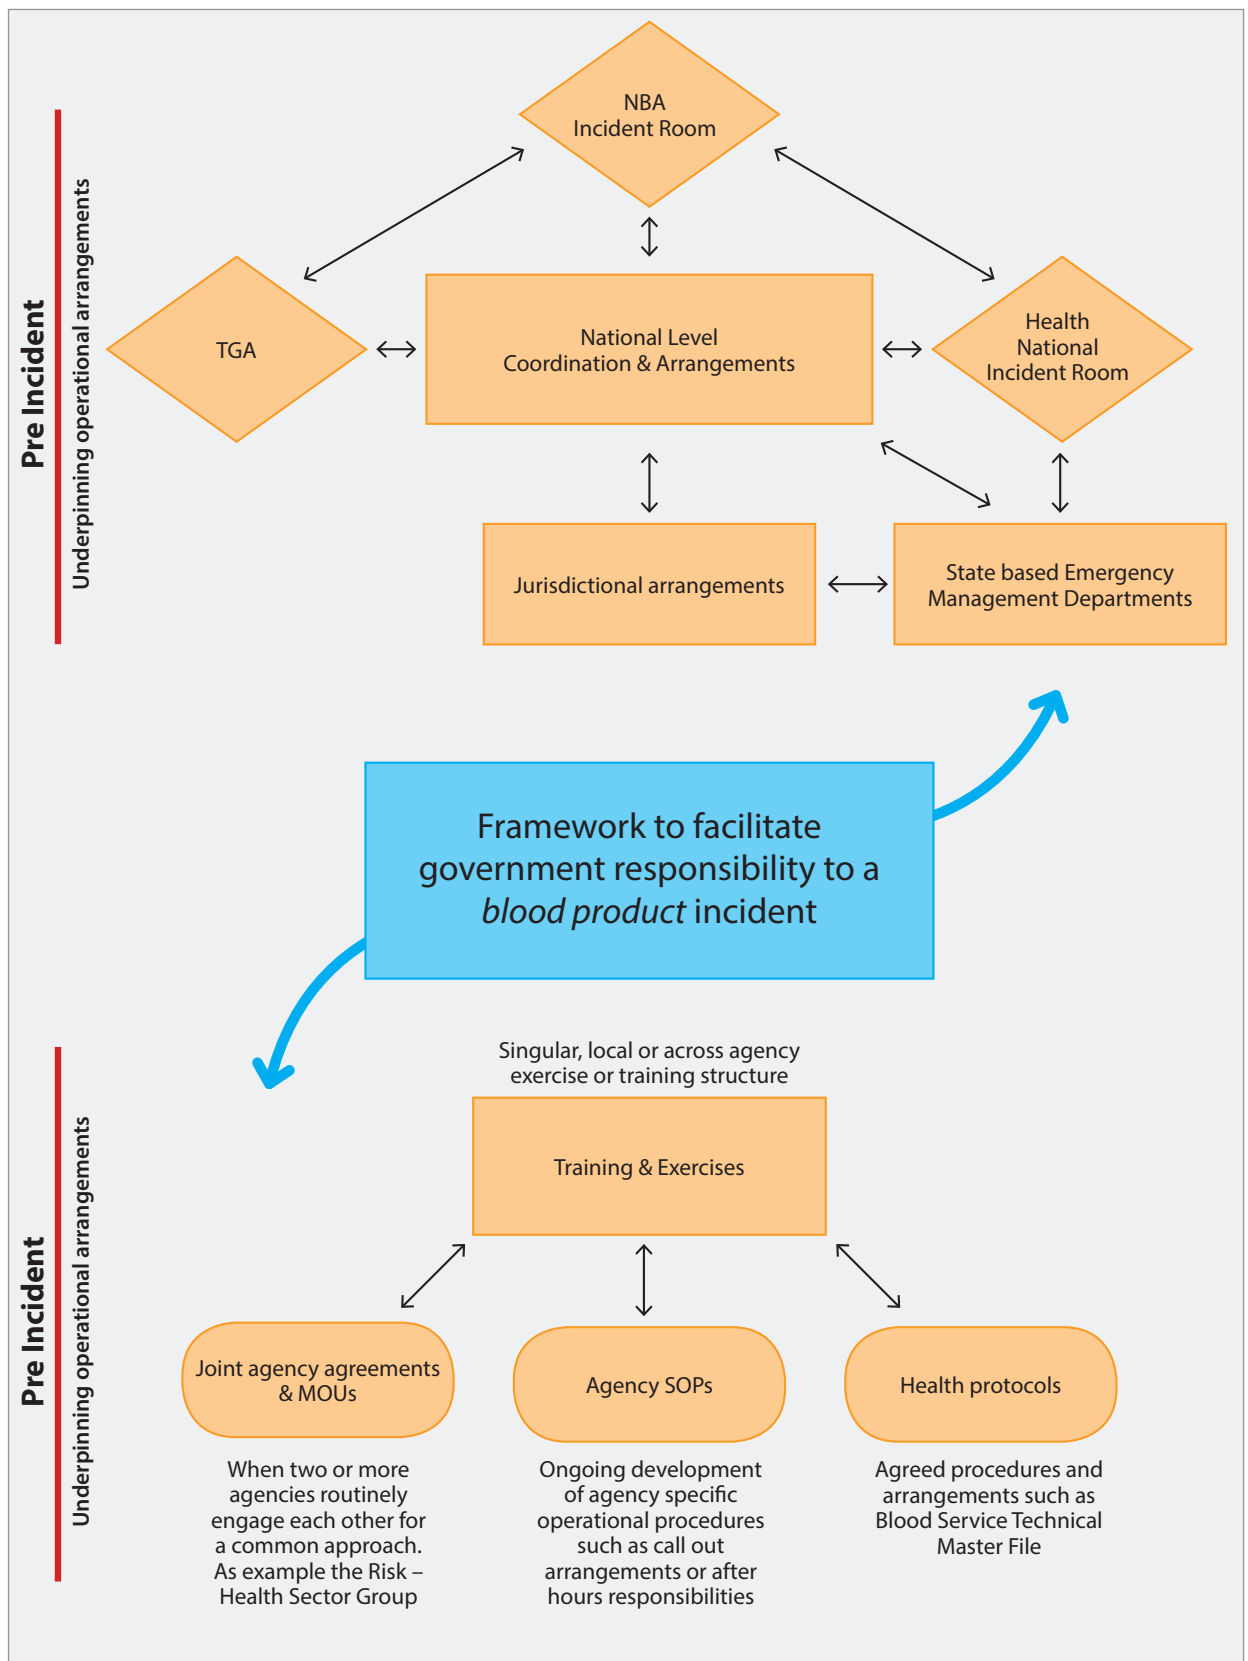 Pre Incident
Underpinning operational arrangements
NBA
Incident Room
TGA
National Level
Coordination & Arrangements
Health
National
Incident Room
Jurisdictional arrangements
State based Emergency
Management Departments
Framework to facilitate
government responsibility to a
blood product incident
Pre Incident
Underpinning operational arrangements
Singular, local or across agency
exercise or training structure
Training & Exercises
Joint agency agreements
& MOUs
When two or more
agencies routinely
engage each other for
a common approach.
As example the Risk –
Health Sector Group
Agency SOPs
Ongoing development
of agency specific
operational procedures
such as call out
arrangements or after
hours responsibilities
Health protocols
Agreed procedures and
arrangements such as
Blood Service Technical
Master File